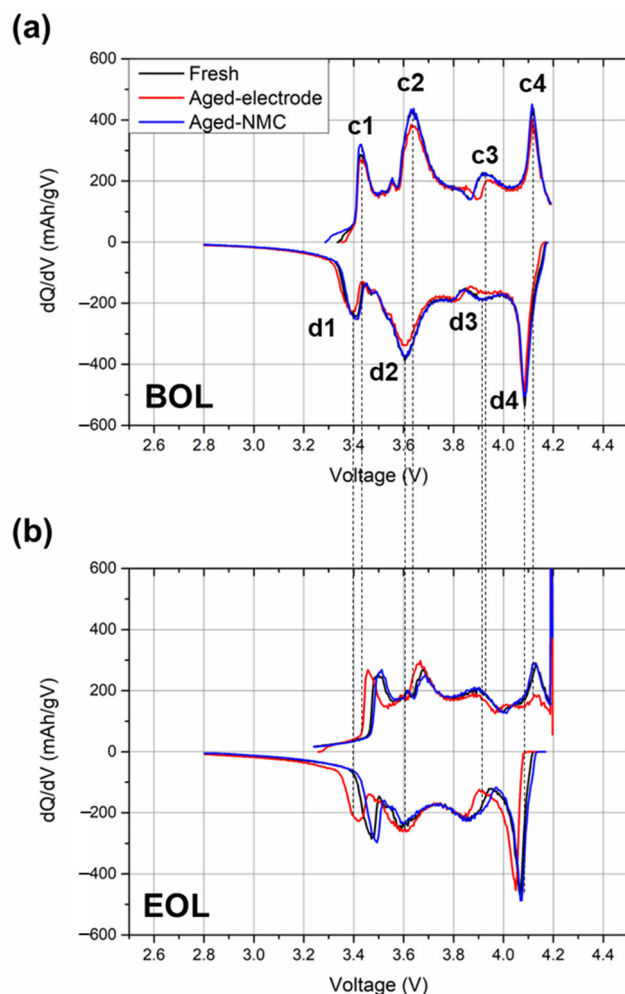 (a)
600
400
200
0
−200
−400
−600
dQ/dV (mAh/gV)
Fresh
Aged-electrode
Aged-NMC
c1
c2
c3
c4
d1
d2
d3
d4
BOL
2.6 2.8 3.0 3.2 3.4 3.6 3.8 4.0 4.2 4.4
Voltage (V)
(b)
600
400
200
0
−200
−400
−600
dQ/dV (mAh/gV)
EOL
2.6 2.8 3.0 3.2 3.4 3.6 3.8 4.0 4.2 4.4
Voltage (V)